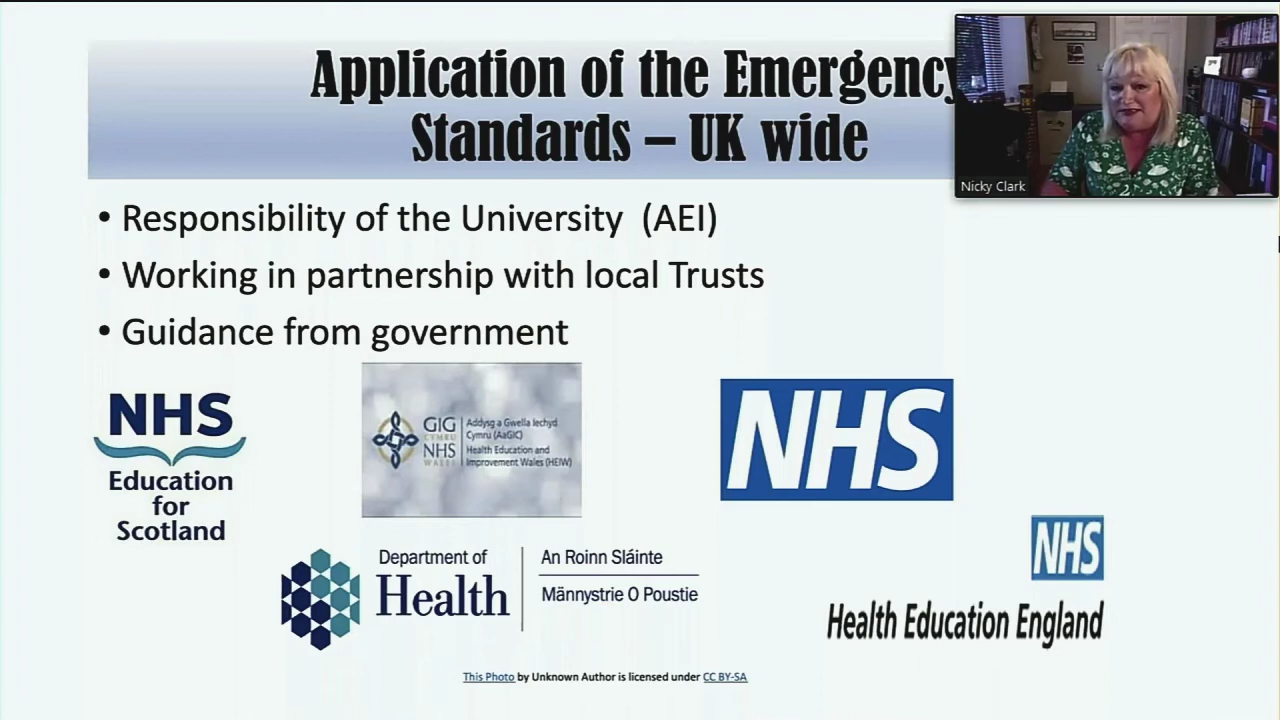 Application of the Emergency
Standards – UK wide
Nicky Clark
• Responsibility of the University (AEI)
• Working in partnership with local Trusts
• Guidance from government
NHS
Education
for
Scotland
GIG
CYMRU
NHS
WALES
Addysg a Gwella Iechyd
Cymru (AaGIC)
Health Education and
Improvement Wales (HEIW)
NHS
NHS
Health Education England
Department of
Health
An Roinn Sláinte
Männystrie O Poustie
This Photo by Unknown Author is licensed under CC BY-SA